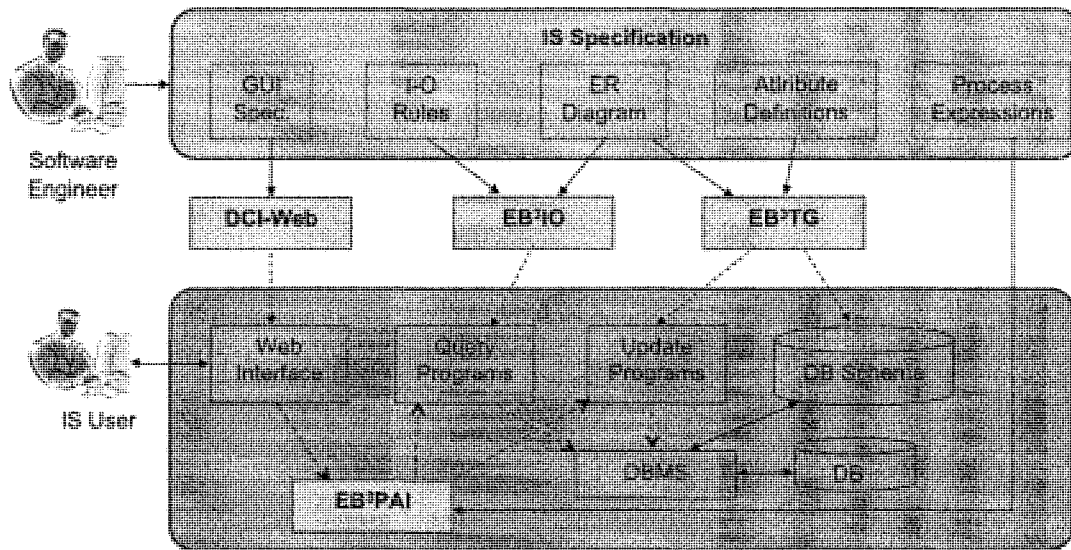 IS Specification
GUI
Spec.
I-O
Rules
ER
Diagram
Attribute
Definitions
Process
Expressions
Software
Engineer
DCI-Web
EB³IO
EB³TG
Web
Interface
Query
Programs
Update
Programs
DB Schema
IS User
DBMS
DB
EB³PAI